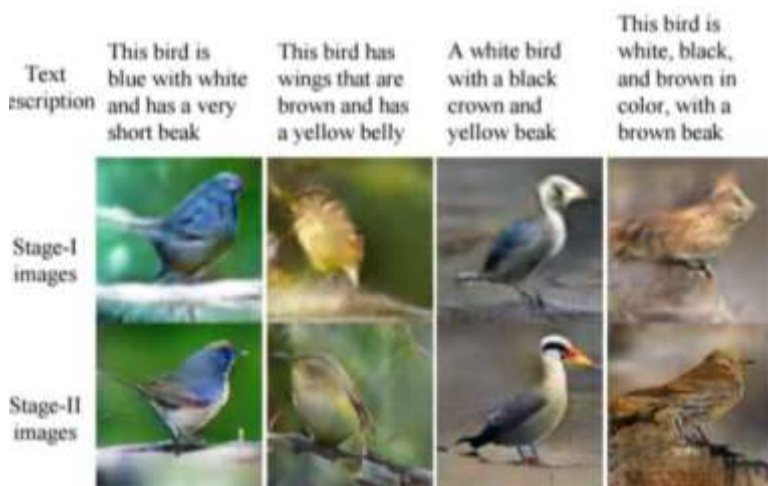 Text
escription
This bird is
blue with white
and has a very
short beak
This bird has
wings that are
brown and has
a yellow belly
A white bird
with a black
crown and
yellow beak
This bird is
white, black,
and brown in
color, with a
brown beak
Stage-I
images
Stage-II
images